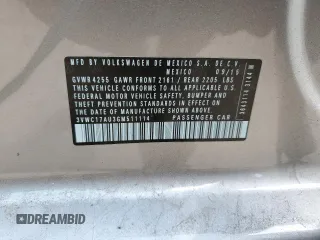 MFD BY VOLKSWAGEN DE MEXICO S.A. DE C.V
MEXICO 09/15
GVWR 4255 GAWR FRONT 2181 / REAR 2205 LBS
THIS VEHICLE CONFORMS TO ALL APPLICABLE U.S.
FEDERAL MOTOR VEHICLE SAFETY, BUMPER, AND
THEFT PREVENTION STANDARDS IN EFFECT ON THE
DATE OF MANUFACTURE SHOWN ABOVE.
3VWC17AU3GM511114 PASSENGER CAR
DREAMBID